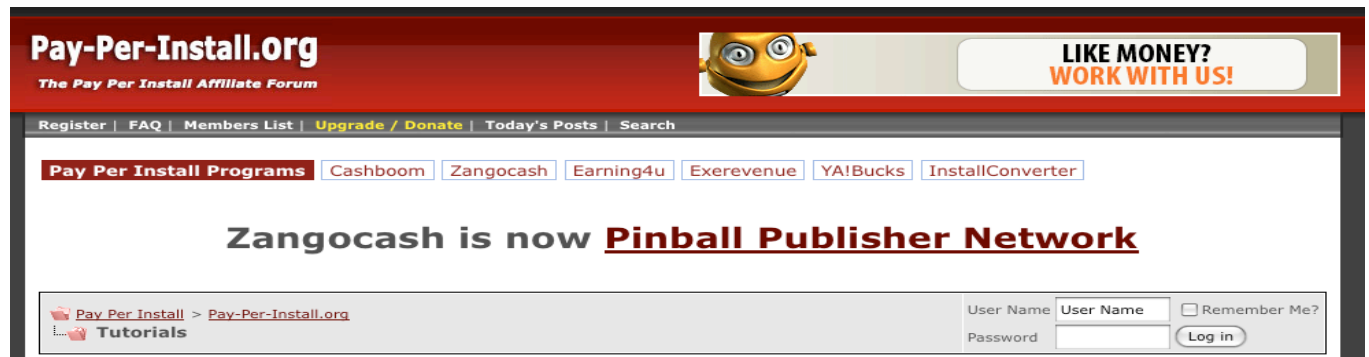 Pay-Per-Install.org
The Pay Per Install Affiliate Forum
LIKE MONEY?
WORK WITH US!
Register | FAQ | Members List | Upgrade / Donate | Today's Posts | Search
Pay Per Install Programs Cashboom Zangocash Earning4u Exerevenue YA!Bucks InstallConverter
Zangocash is now Pinball Publisher Network
Pay Per Install > Pay-Per-Install.org
Tutorials
User Name User Name Remember Me?
Password Log in